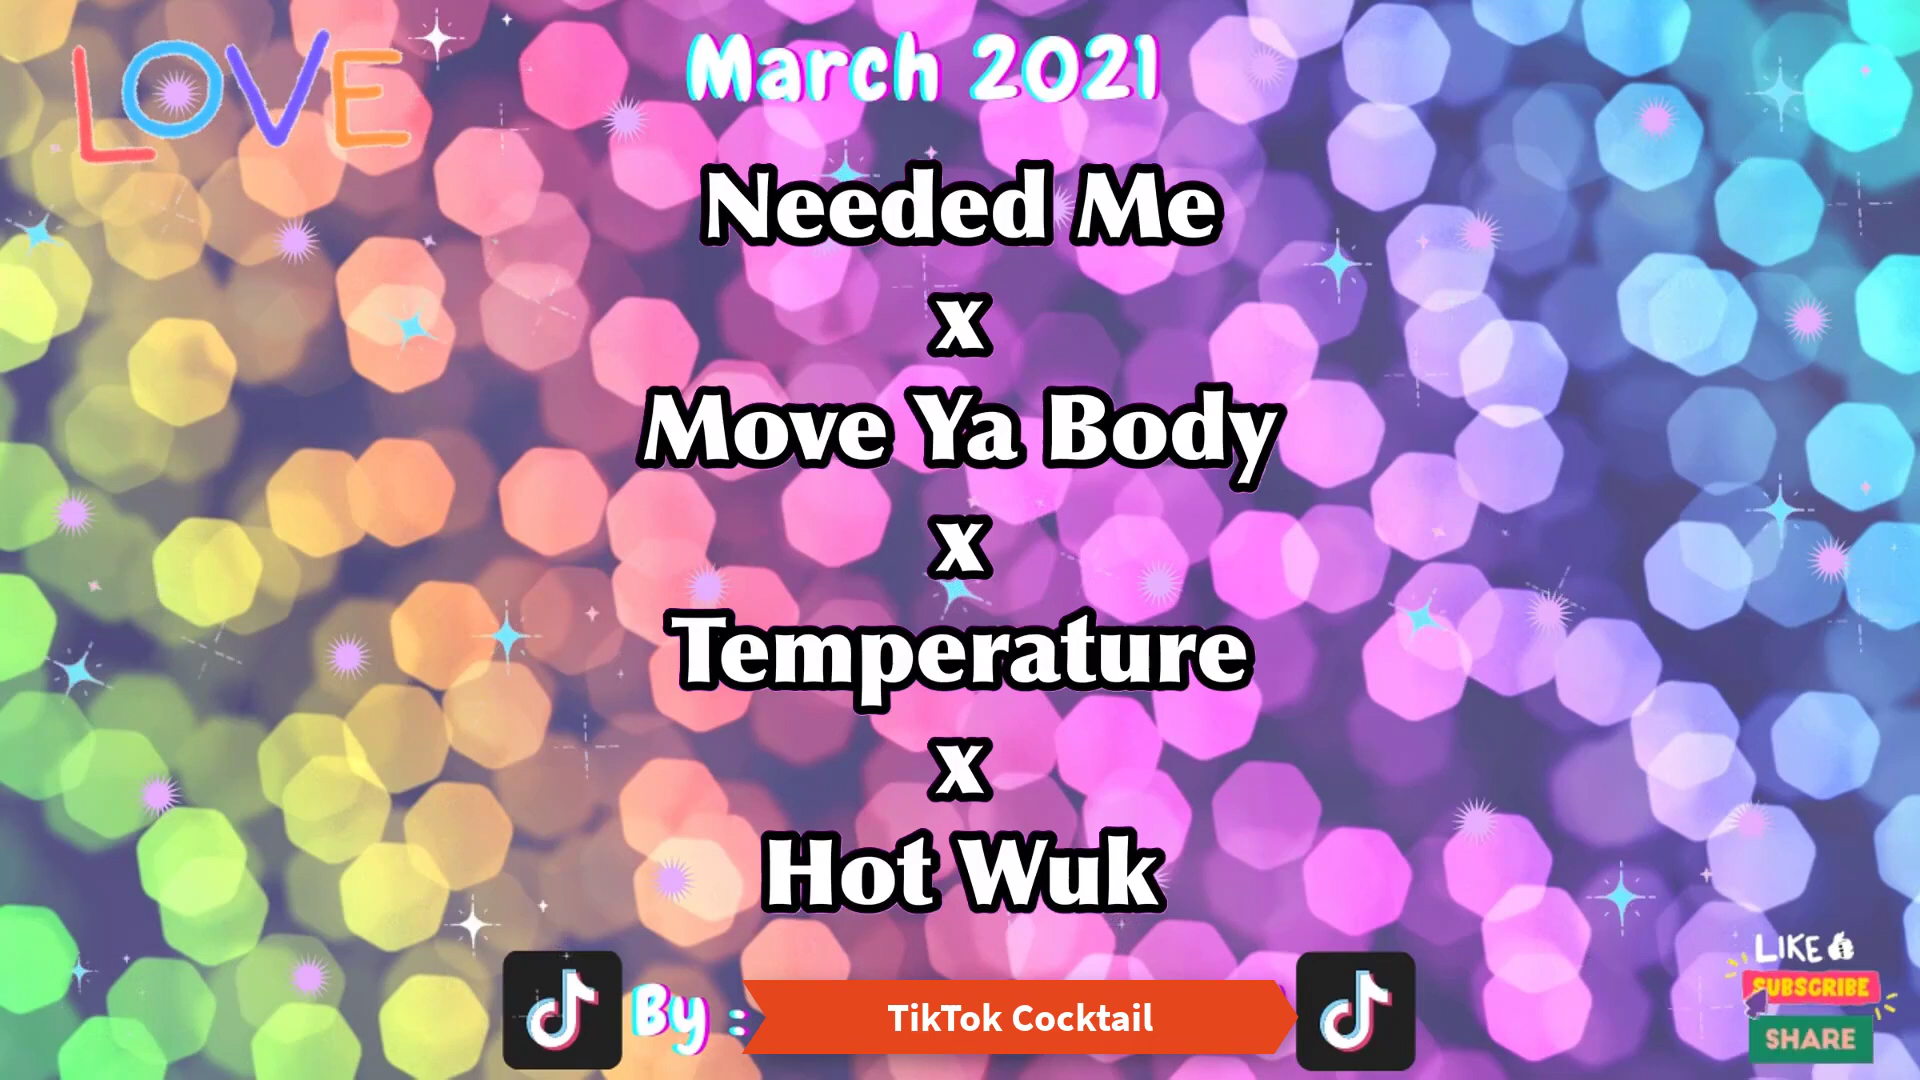 LOVE
March 2021
Needed Me
x
Move Ya Body
x
Temperature
x
Hot Wuk
By :
TikTok Cocktail
LIKE
SUBSCRIBE
SHARE